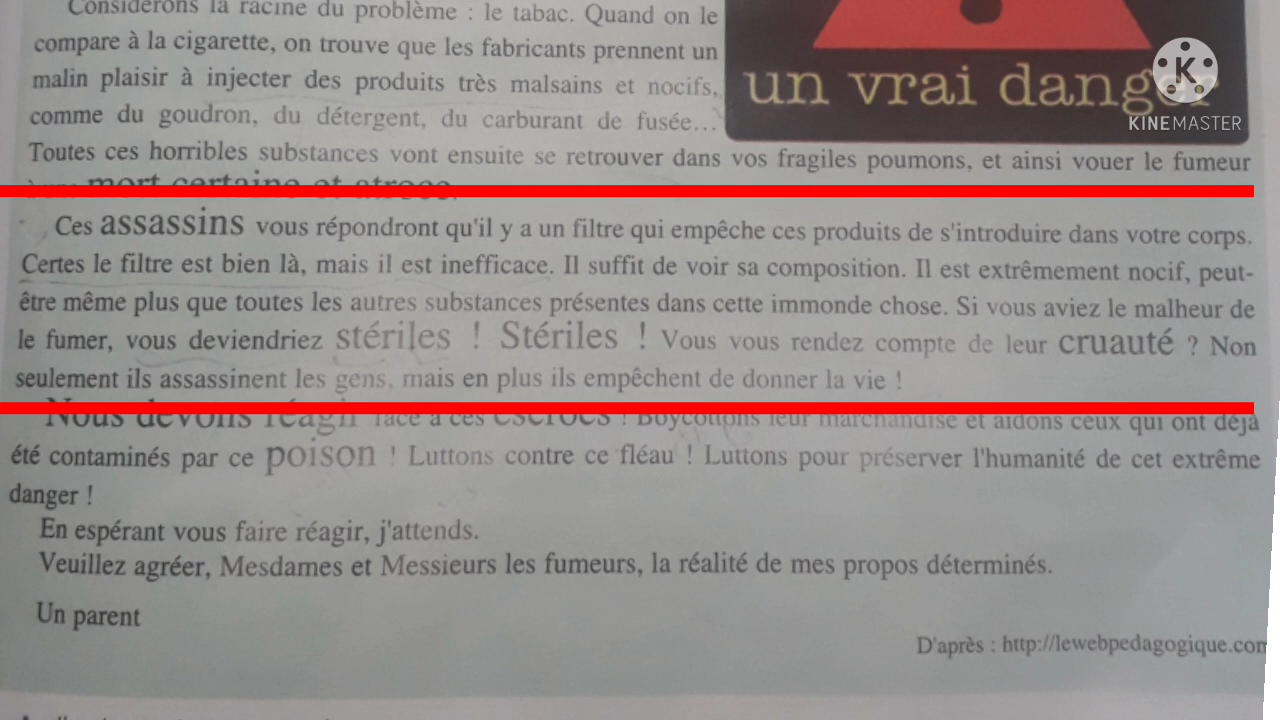 Considérons la racine du problème : le tabac. Quand on le
compare à la cigarette, on trouve que les fabricants prennent un
malin plaisir à injecter des produits très malsains et nocifs,
comme du goudron, du détergent, du carburant de fusée...
un vrai danger
KINEMASTER
Toutes ces horribles substances vont ensuite se retrouver dans vos fragiles poumons, et ainsi vouer le fumeur
mort certaine et atroce.
Ces assassins vous répondront qu'il y a un filtre qui empêche ces produits de s'introduire dans votre corps.
Certes le filtre est bien là, mais il est inefficace. Il suffit de voir sa composition. Il est extrêmement nocif, peut-
être même plus que toutes les autres substances présentes dans cette immonde chose. Si vous aviez le malheur de
le fumer, vous deviendriez stériles ! Stériles ! Vous vous rendez compte de leur cruauté ? Non
seulement ils assassinent les gens, mais en plus ils empêchent de donner la vie !
Nous devons réagir face à ces escrocs ! Boycottons leur marchandise et aidons ceux qui ont déjà
été contaminés par ce poison ! Luttons contre ce fléau ! Luttons pour préserver l'humanité de cet extrême
danger !
En espérant vous faire réagir, j'attends.
Veuillez agréer, Mesdames et Messieurs les fumeurs, la réalité de mes propos déterminés.
Un parent
D'après : http://lewebpedagogique.com